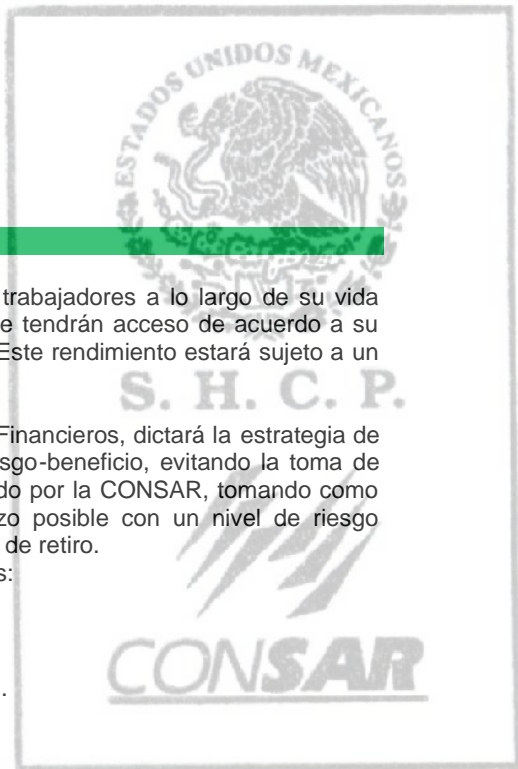 ESTADOS UNIDOS MEXICANOS
trabajadores a lo largo de su vida
e tendrán acceso de acuerdo a su
Este rendimiento estará sujeto a un
S. H. C. P.
Financieros, dictará la estrategia de
sgo-beneficio, evitando la toma de
do por la CONSAR, tomando como
zo posible con un nivel de riesgo
de retiro.
s:
CONSAR
.